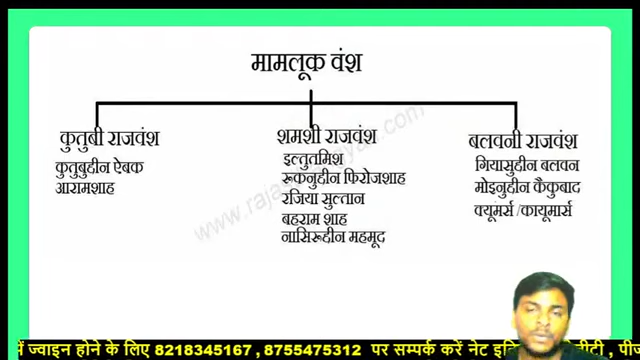 मामलूक वंश
कुतुबी राजवंश
कुतुबुद्दीन ऐबक
आरामशाह
शमशी राजवंश
इल्तुतमिश
रूकनुद्दीन फिरोजशाह
रजिया सुल्तान
बहराम शाह
नासिरूद्दीन महमूद
बलवनी राजवंश
गियासुद्दीन बलवन
मोइनुद्दीन कैकुबाद
क्यूमर्स/कायूमार्स
में ज्वाइन होने के लिए 8218345167 , 8755475312 पर सम्पर्क करें नेट